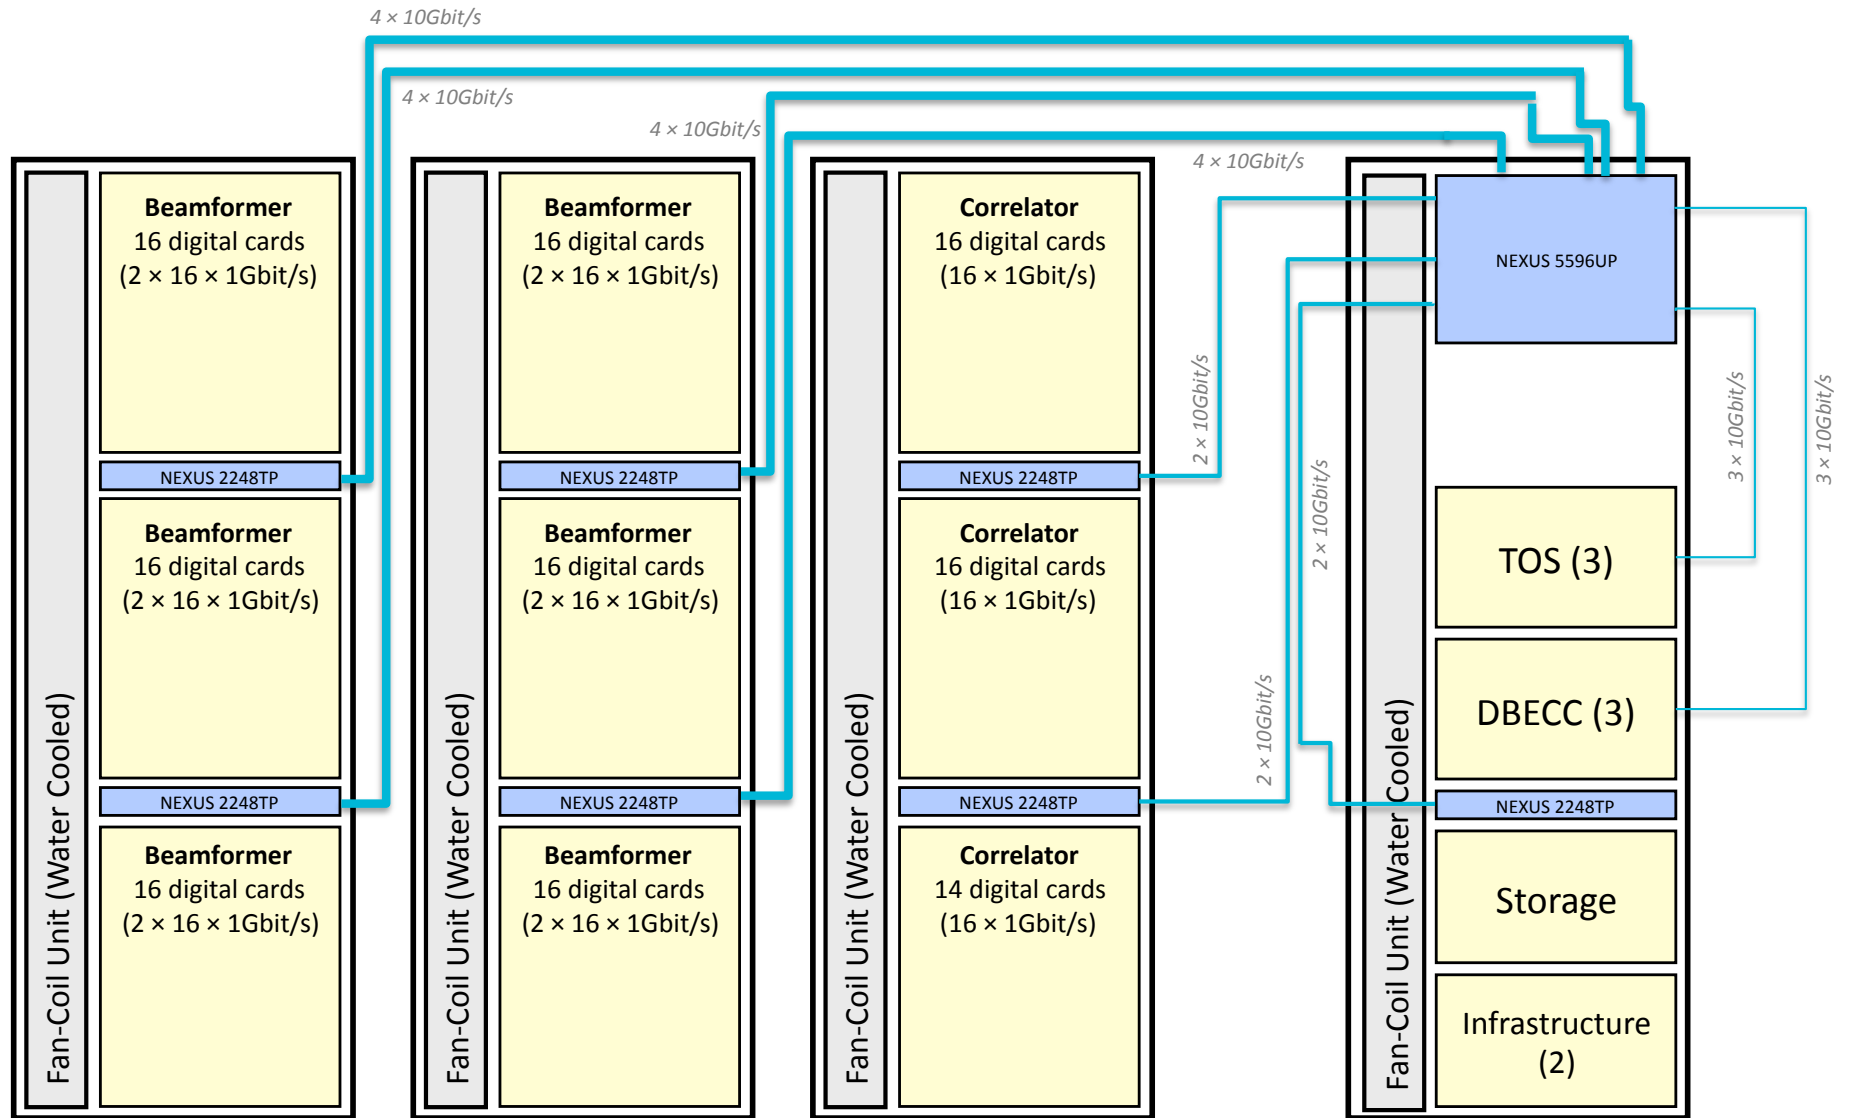 4 × 10Gbit/s
4 × 10Gbit/s
4 × 10Gbit/s
4 × 10Gbit/s
Fan-Coil Unit (Water Cooled)
Beamformer
16 digital cards
(2 × 16 × 1Gbit/s)
NEXUS 2248TP
Beamformer
16 digital cards
(2 × 16 × 1Gbit/s)
NEXUS 2248TP
Beamformer
16 digital cards
(2 × 16 × 1Gbit/s)
Fan-Coil Unit (Water Cooled)
Beamformer
16 digital cards
(2 × 16 × 1Gbit/s)
NEXUS 2248TP
Beamformer
16 digital cards
(2 × 16 × 1Gbit/s)
NEXUS 2248TP
Beamformer
16 digital cards
(2 × 16 × 1Gbit/s)
Fan-Coil Unit (Water Cooled)
Correlator
16 digital cards
(16 × 1Gbit/s)
NEXUS 2248TP
Correlator
16 digital cards
(16 × 1Gbit/s)
NEXUS 2248TP
Correlator
14 digital cards
(16 × 1Gbit/s)
2 × 10Gbit/s
2 × 10Gbit/s
2 × 10Gbit/s
Fan-Coil Unit (Water Cooled)
NEXUS 5596UP
TOS (3)
DBECC (3)
NEXUS 2248TP
Storage
Infrastructure
(2)
3 × 10Gbit/s
3 × 10Gbit/s